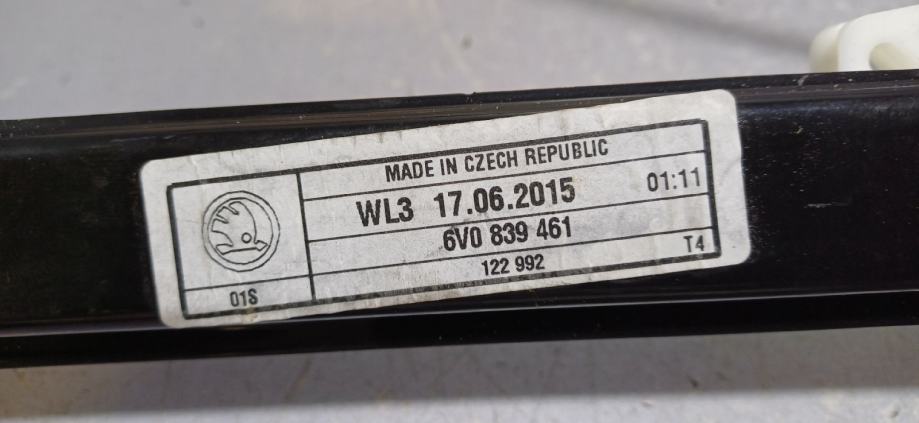 MADE IN CZECH REPUBLIC
WL3 17.06.2015 01:11
6V0 839 461
122 992 T4
01S